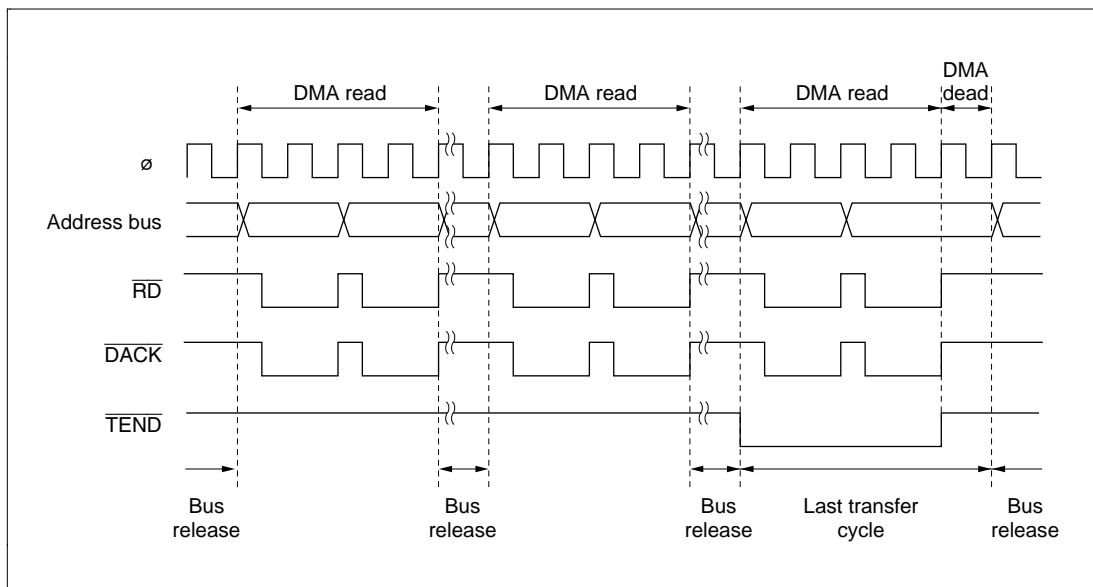 DMA
dead
DMA read
DMA read
DMA read
ø
Address bus
RD
DACK
TEND
Bus
release
Bus
release
Bus
release
Last transfer
cycle
Bus
release